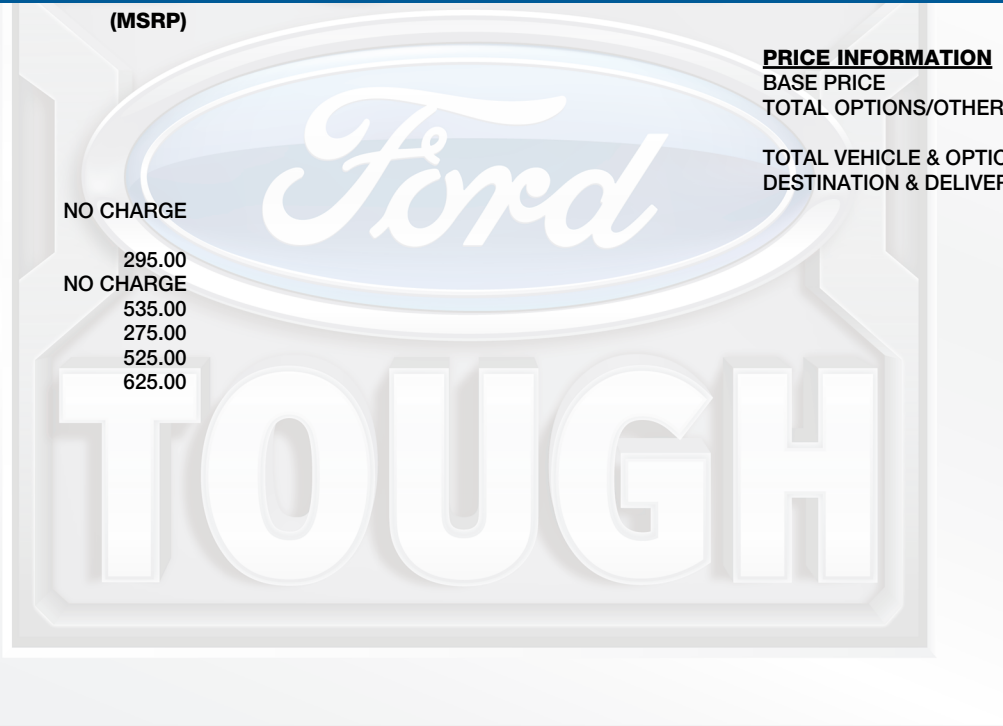 (MSRP)
NO CHARGE
295.00
NO CHARGE
535.00
275.00
525.00
625.00
PRICE INFORMATION
BASE PRICE
TOTAL OPTIONS/OTHER
TOTAL VEHICLE & OPTIO
DESTINATION & DELIVER
Ford
TOUGH